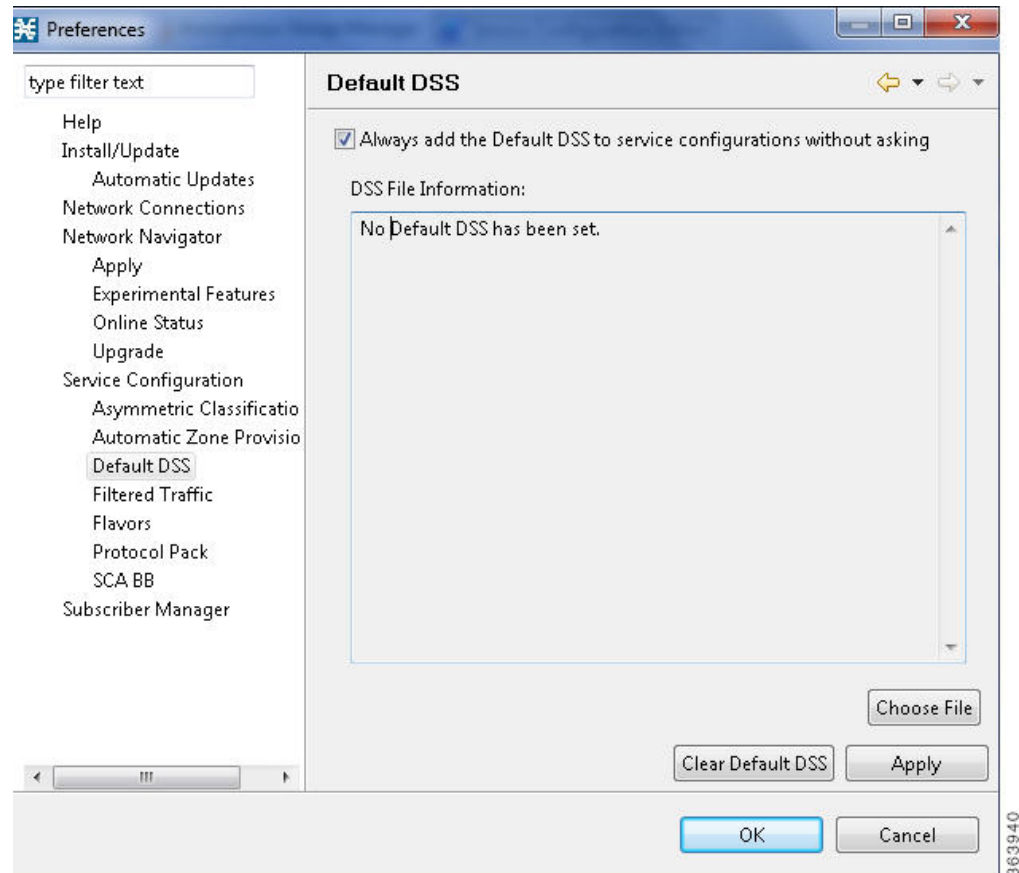 Preferences
type filter text
Help
Install/Update
Automatic Updates
Network Connections
Network Navigator
Apply
Experimental Features
Online Status
Upgrade
Service Configuration
Asymmetric Classificatio
Automatic Zone Provisio
Default DSS
Filtered Traffic
Flavors
Protocol Pack
SCA BB
Subscriber Manager
Default DSS
Always add the Default DSS to service configurations without asking
DSS File Information:
No Default DSS has been set.
Choose File
Clear Default DSS
Apply
OK
Cancel
363940